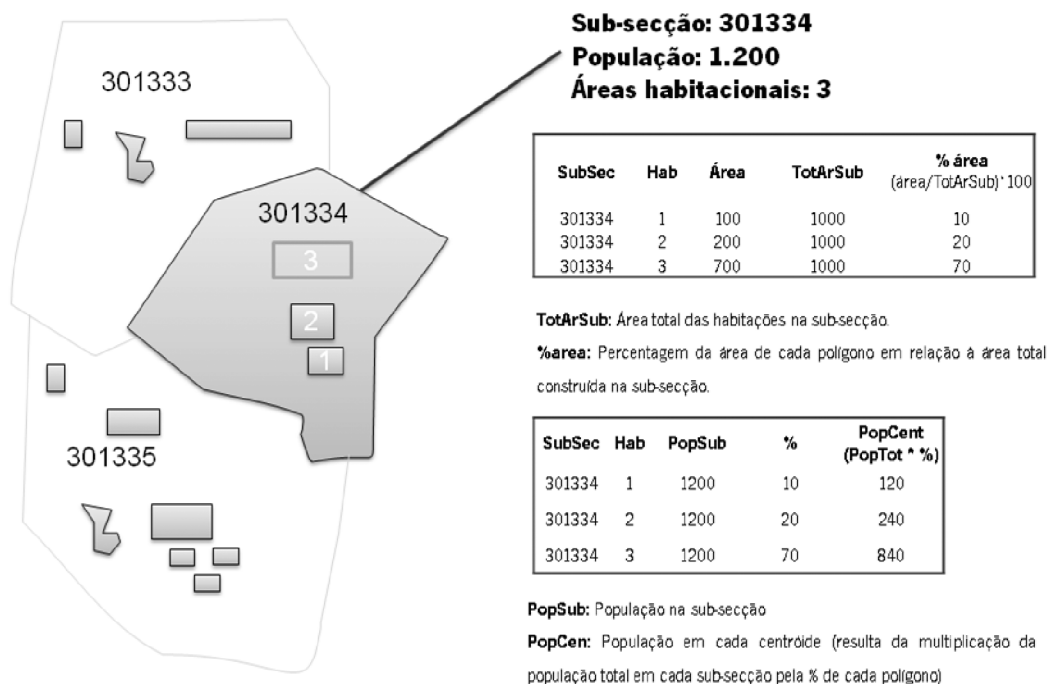 Sub-secção: 301334
População: 1.200
Áreas habitacionais: 3
301333
301334
3
2
1
301335
SubSec Hab Área TotArSub % área (área/TotArSub)*100
301334 1 100 1000 10
301334 2 200 1000 20
301334 3 700 1000 70
TotArSub: Área total das habitações na sub-secção.
%area: Percentagem da área de cada polígono em relação à área total
construída na sub-secção.
SubSec Hab PopSub % PopCent (PopTot * %)
301334 1 1200 10 120
301334 2 1200 20 240
301334 3 1200 70 840
PopSub: População na sub-secção
PopCen: População em cada centróide (resulta da multiplicação da
população total em cada sub-secção pela % de cada polígono)